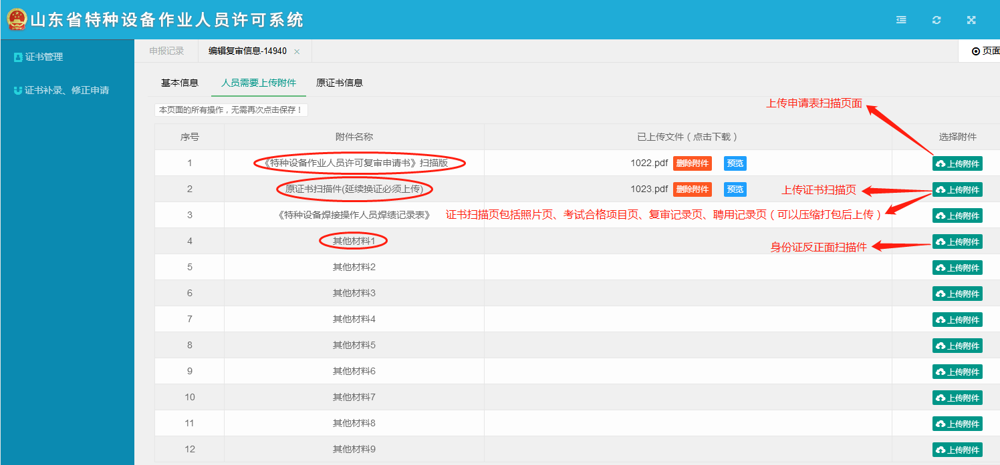 山东省特种设备作业人员许可系统
证书管理
证书补录、修正申请
申报记录
编辑复审信息-14940 ×
页面
基本信息 人员需要上传附件 原证书信息
本页面的所有操作，无需再次点击保存！
上传申请表扫描页面
序号 附件名称 已上传文件（点击下载） 选择附件
1 《特种设备作业人员许可复审申请书》扫描版 1022.pdf 删除附件 预览 上传附件
2 原证书扫描件(延续换证必须上传) 1023.pdf 删除附件 预览 上传证书扫描页 上传附件
3 《特种设备焊接操作人员焊绩记录表》 证书扫描页包括照片页、考试合格项目页、复审记录页、聘用记录页（可以压缩打包后上传） 上传附件
4 其他材料1 身份证反正面扫描件 上传附件
5 其他材料2 上传附件
6 其他材料3 上传附件
7 其他材料4 上传附件
8 其他材料5 上传附件
9 其他材料6 上传附件
10 其他材料7 上传附件
11 其他材料8 上传附件
12 其他材料9 上传附件